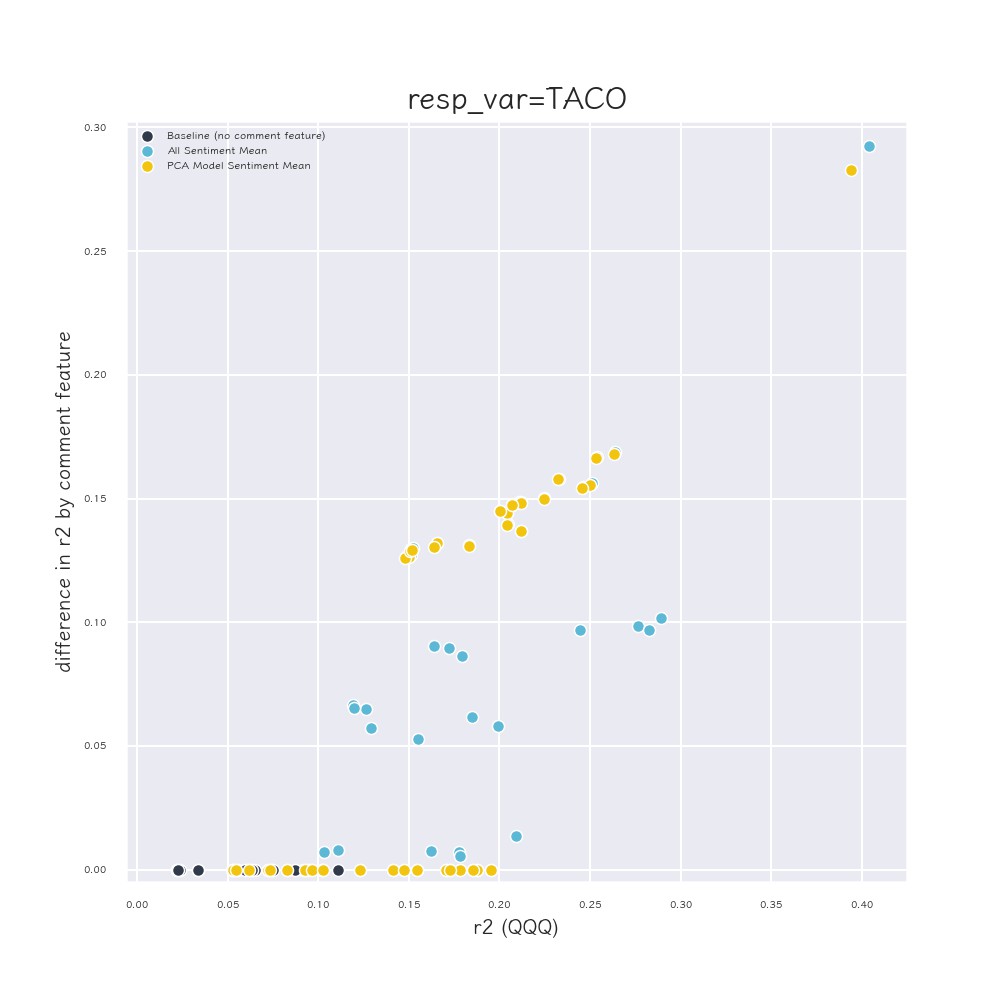 resp_var=TACO
Baseline (no comment feature)
All Sentiment Mean
PCA Model Sentiment Mean
difference in r2 by comment feature
0.30
0.25
0.20
0.15
0.10
0.05
0.00
0.00 0.05 0.10 0.15 0.20 0.25 0.30 0.35 0.40
r2 (QQQ)